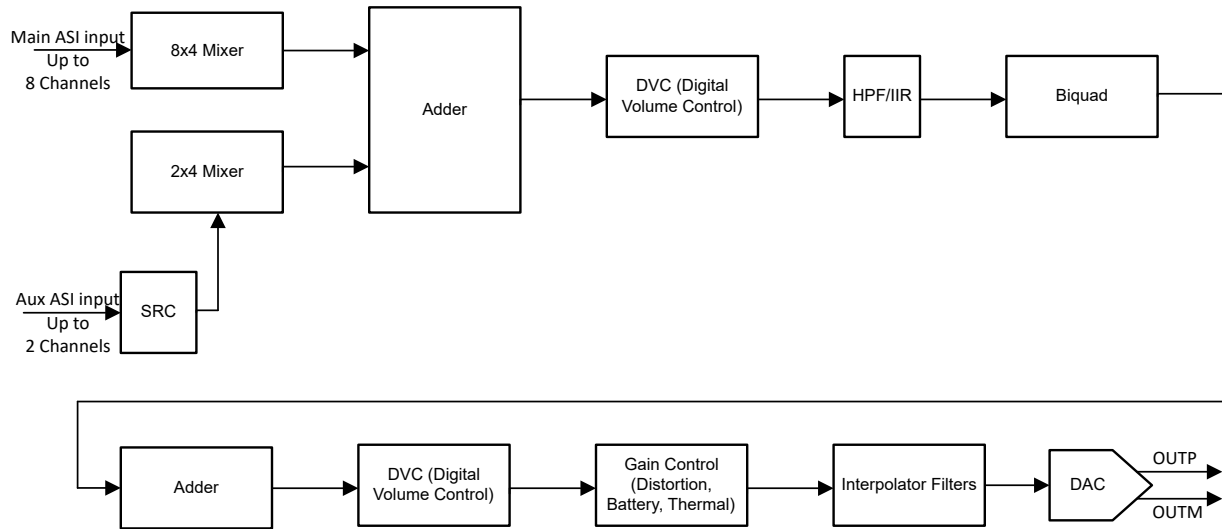 Main ASI input
Up to
8 Channels
8x4 Mixer
2x4 Mixer
Aux ASI input
Up to
2 Channels
SRC
Adder
DVC (Digital
Volume Control)
HPF/IIR
Biquad
Adder
DVC (Digital
Volume Control)
Gain Control
(Distortion,
Battery, Thermal)
Interpolator Filters
DAC
OUTP
OUTM